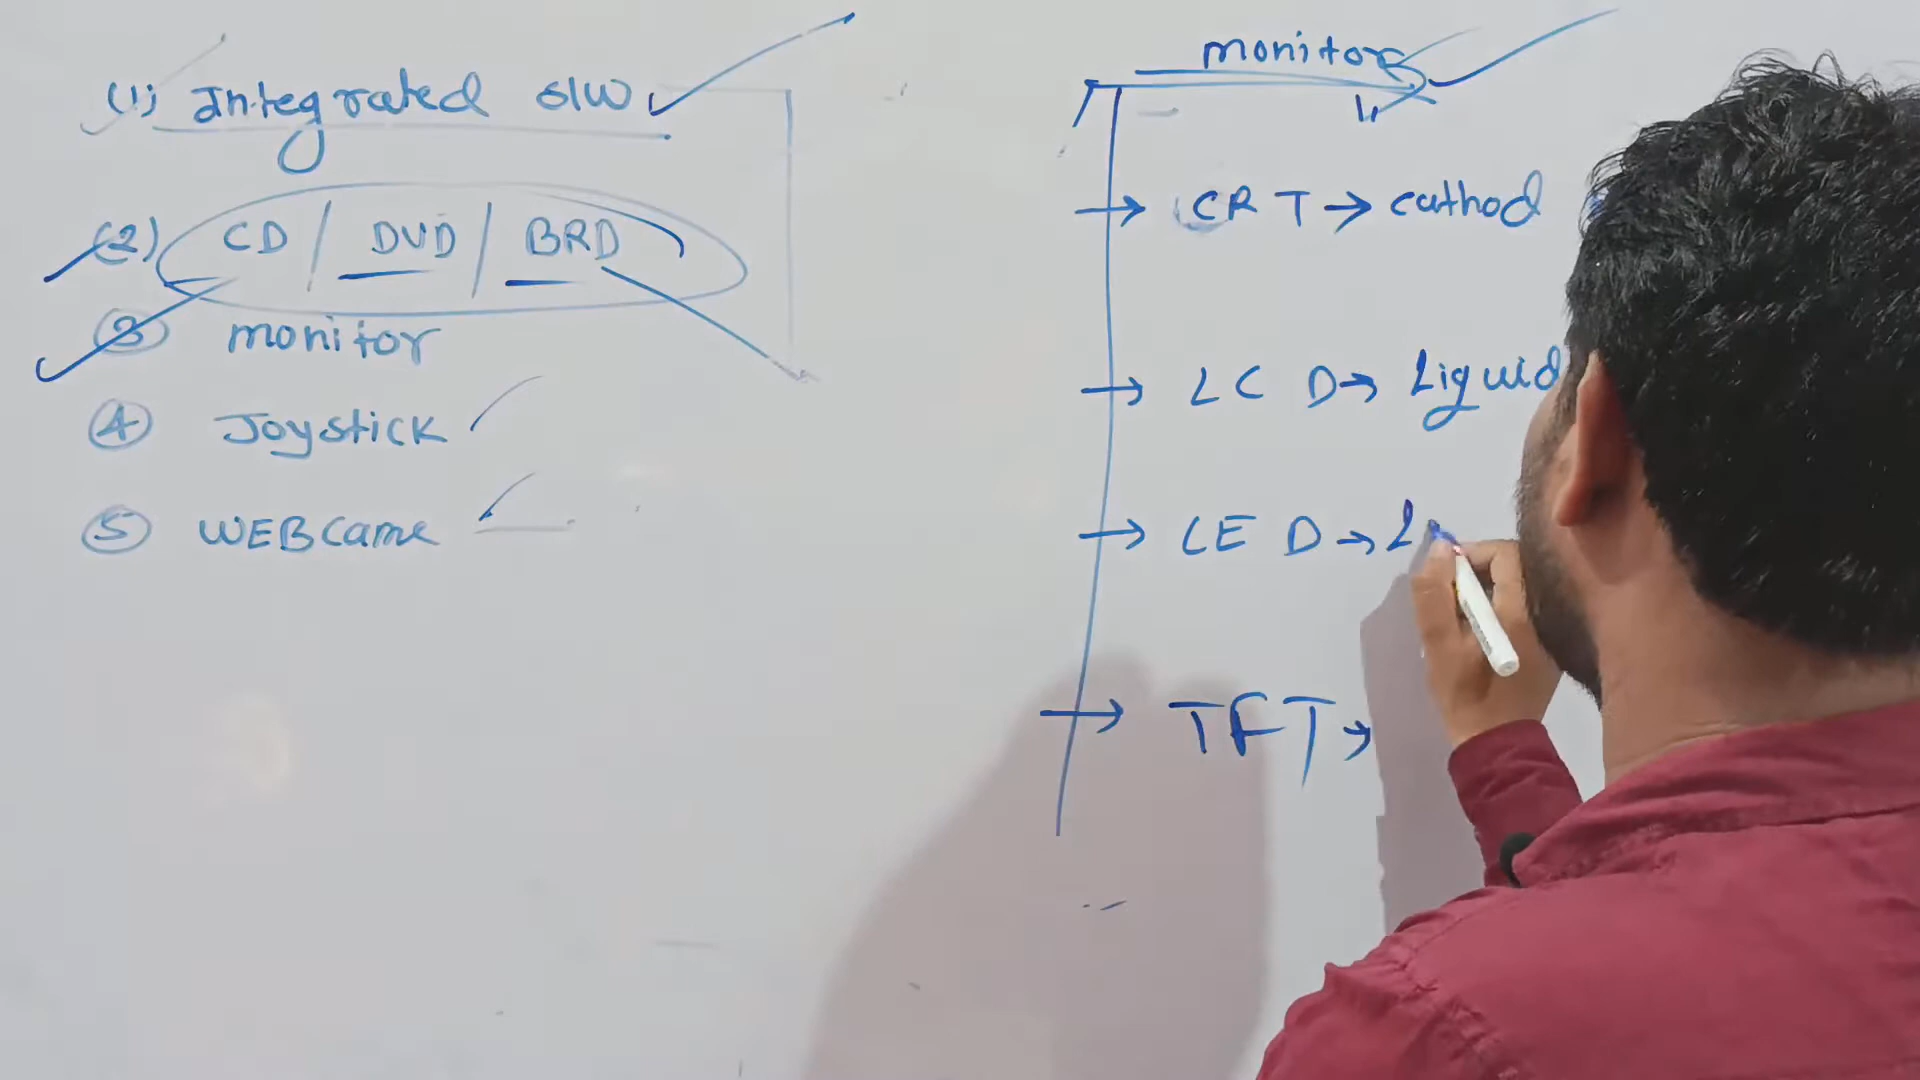 (1) Integrated S/W
(2) CD / DVD / BRD
③ monitor
④ Joystick
⑤ WEBCame
monitor
→ CRT → cathod
→ LCD → Liquid
→ LED → L
→ TFT →